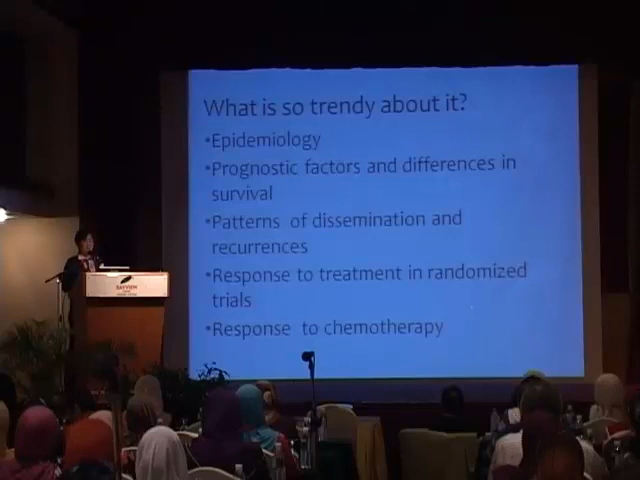 What is so trendy about it?
•Epidemiology
•Prognostic factors and differences in
survival
•Patterns of dissemination and
recurrences
•Response to treatment in randomized
trials
•Response to chemotherapy
BAYVIEW